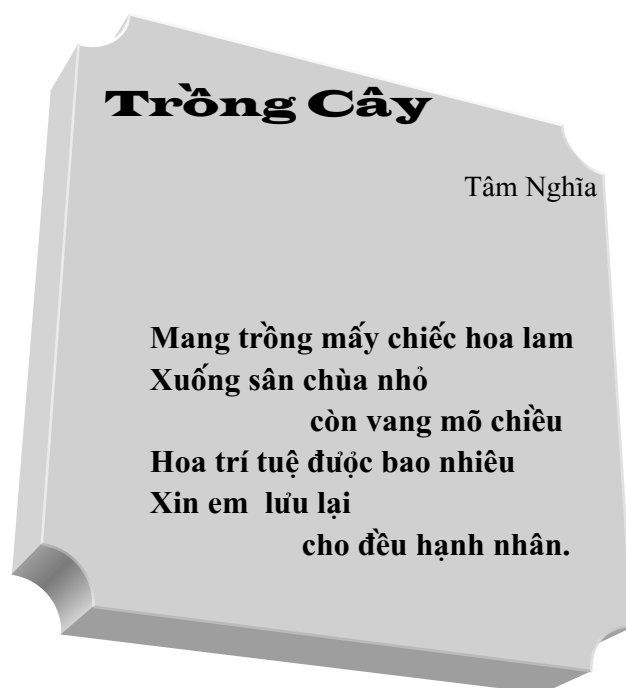 Trồng Cây
Tâm Nghĩa
Mang trồng mấy chiếc hoa lam
Xuống sân chùa nhỏ
còn vang mõ chiều
Hoa trí tuệ được bao nhiêu
Xin em lưu lại
cho đều hạnh nhân.